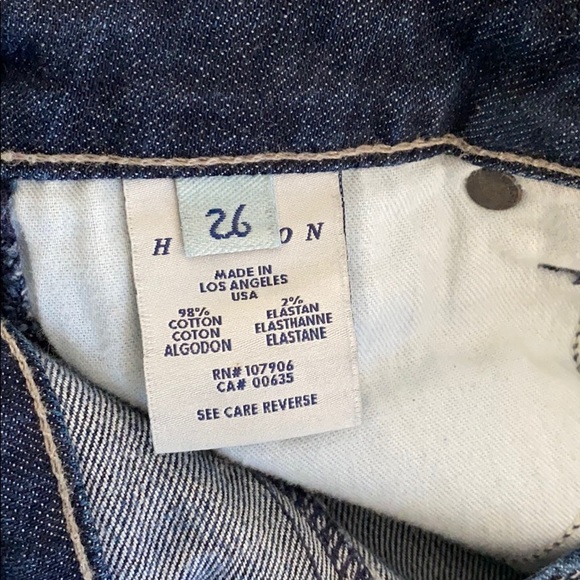 26
H ON
MADE IN
LOS ANGELES
USA
98% 2%
COTTON ELASTAN
COTON ELASTHANNE
ALGODON ELASTANE
RN# 107906
CA# 00635
SEE CARE REVERSE